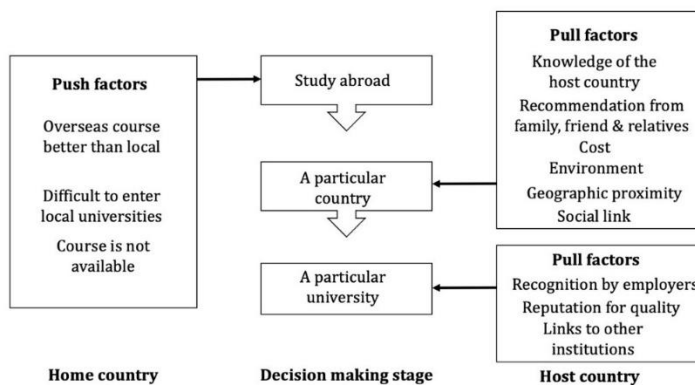 Push factors
Overseas course
better than local
Difficult to enter
local universities
Course is not
available
Home country
Study abroad
A particular
country
A particular
university
Decision making stage
Pull factors
Knowledge of the
host country
Recommendation from
family, friend & relatives
Cost
Environment
Geographic proximity
Social link
Pull factors
Recognition by employers
Reputation for quality
Links to other
institutions
Host country